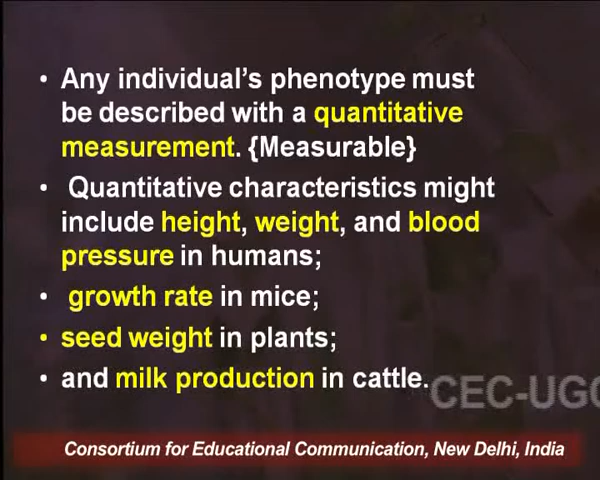 • Any individual's phenotype must
be described with a quantitative
measurement. {Measurable}
• Quantitative characteristics might
include height, weight, and blood
pressure in humans;
• growth rate in mice;
• seed weight in plants;
• and milk production in cattle.
CEC-UGC
Consortium for Educational Communication, New Delhi, India